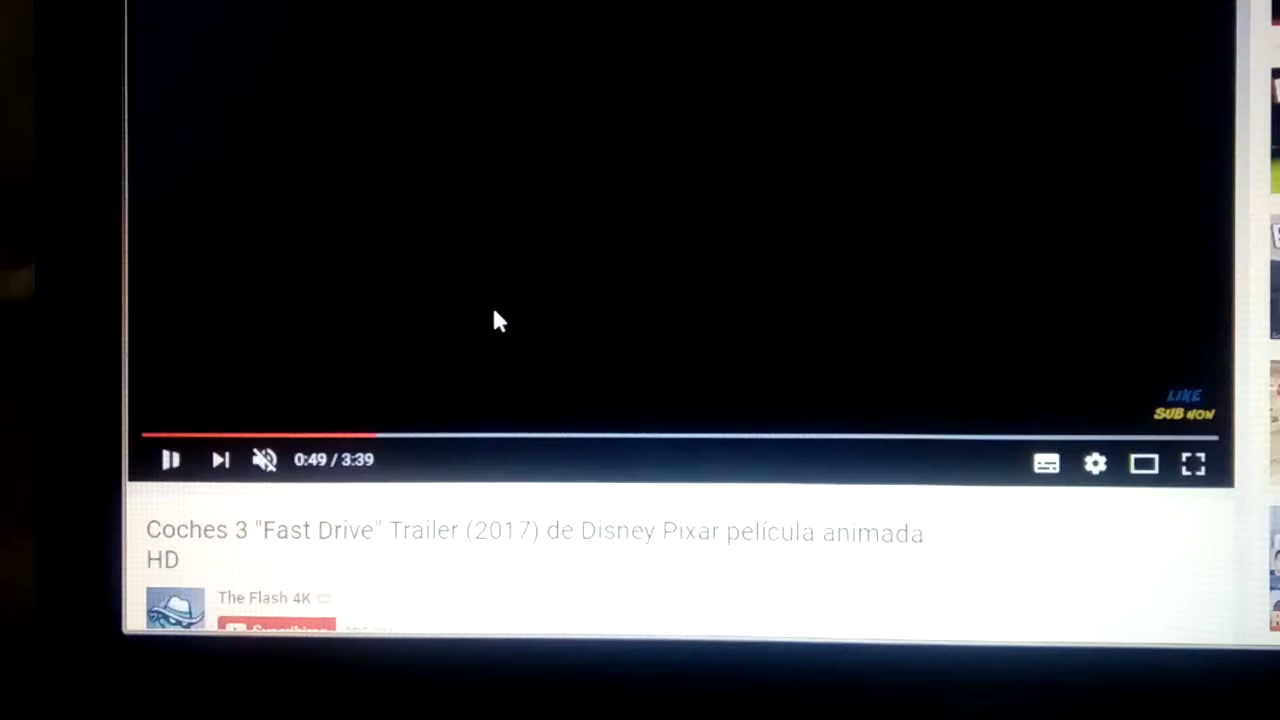 LIKE
SUB NOW
0:49 / 3:39
Coches 3 "Fast Drive" Trailer (2017) de Disney Pixar película animada
HD
The Flash 4K
Suscribirse